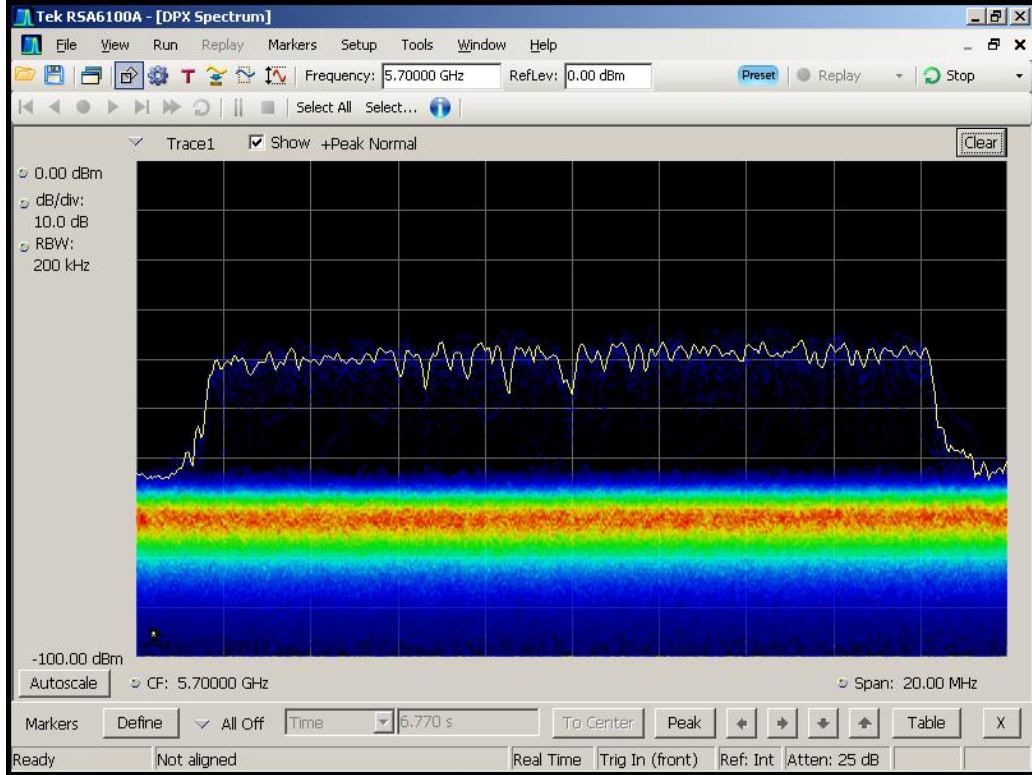 Tek RSA6100A - [DPX Spectrum]
File View Run Replay Markers Setup Tools Window Help
T Frequency: 5.70000 GHz RefLev: 0.00 dBm Preset Replay Stop
Select All Select...
Trace1 Show +Peak Normal Clear
0.00 dBm
dB/div:
10.0 dB
RBW:
200 kHz
-100.00 dBm
Autoscale CF: 5.70000 GHz Span: 20.00 MHz
Markers Define All Off Time 6.770 s To Center Peak Table X
Ready Not aligned Real Time Trig In (front) Ref: Int Atten: 25 dB